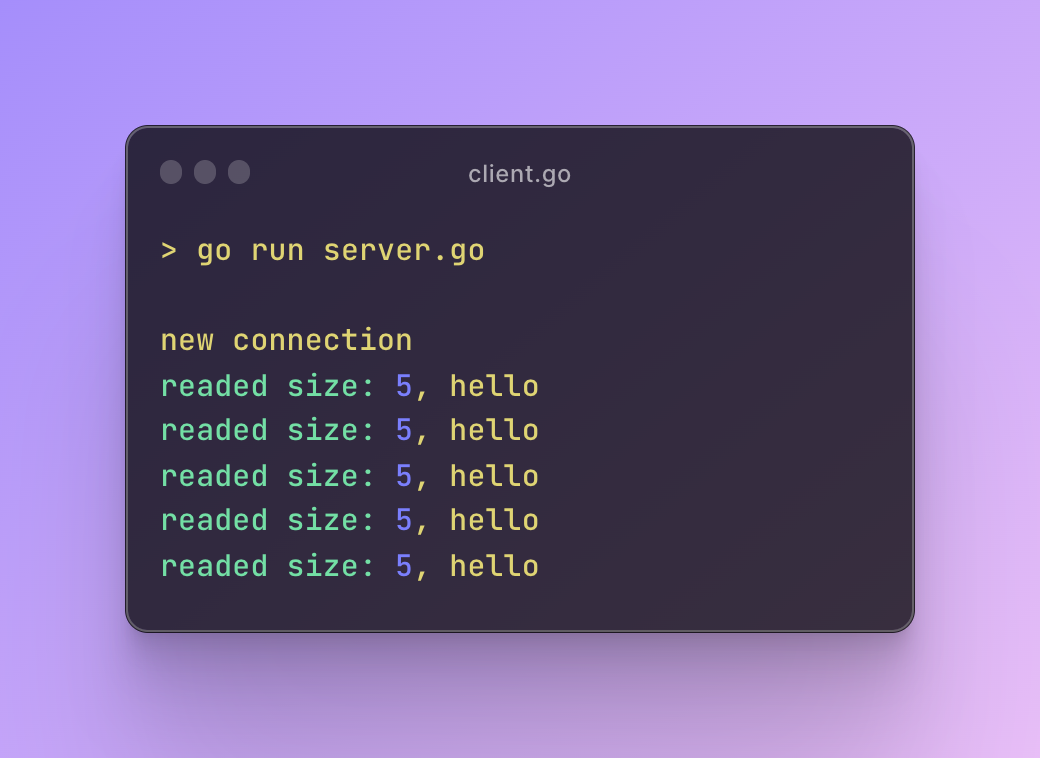 client.go
> go run server.go
new connection
readed size: 5, hello
readed size: 5, hello
readed size: 5, hello
readed size: 5, hello
readed size: 5, hello